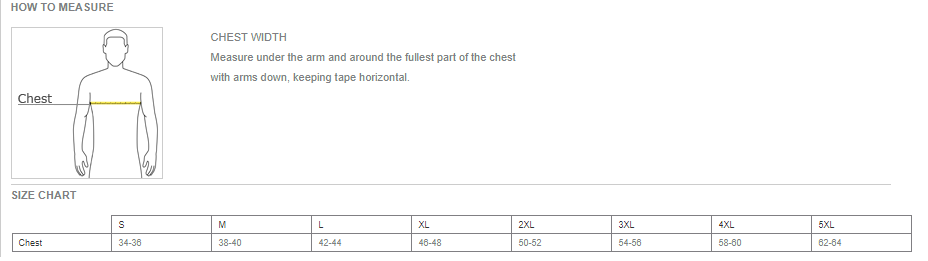 HOW TO MEASURE
CHEST WIDTH
Measure under the arm and around the fullest part of the chest
with arms down, keeping tape horizontal.
Chest
SIZE CHART
S M L XL 2XL 3XL 4XL 5XL
Chest 34-36 38-40 42-44 46-48 50-52 54-56 58-60 62-64